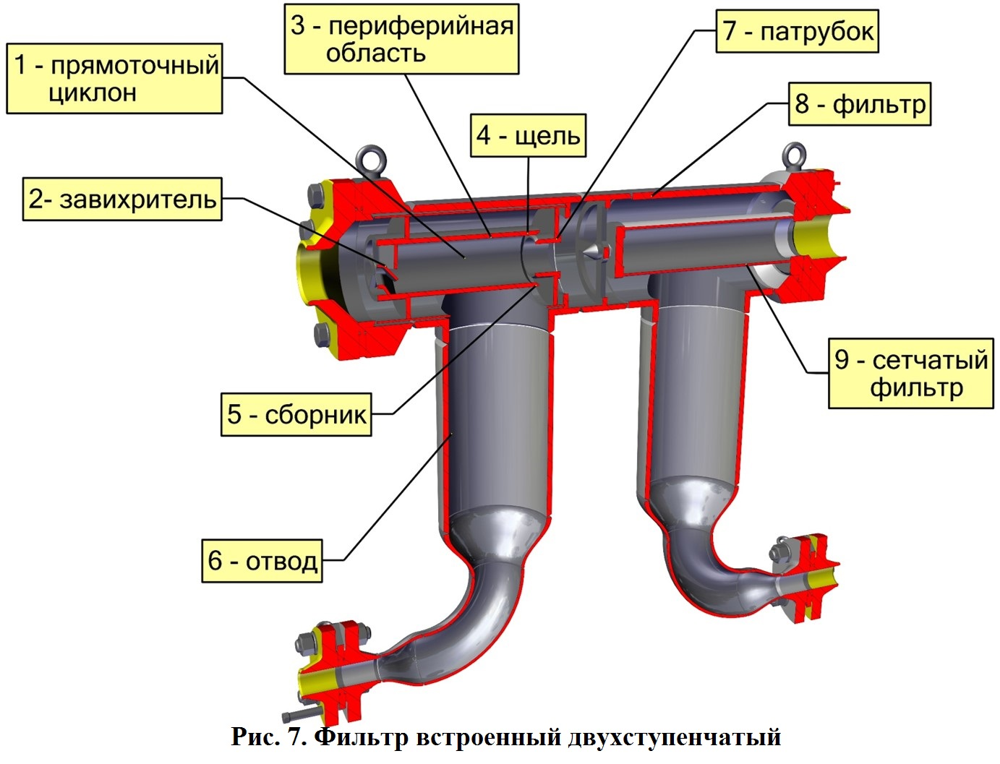 3 - периферийная
область
7 - патрубок
1 - прямоточный
циклон
8 - фильтр
4 - щель
2- завихритель
9 - сетчатый
фильтр
5 - сборник
6 - отвод
Рис. 7. Фильтр встроенный двухступенчатый